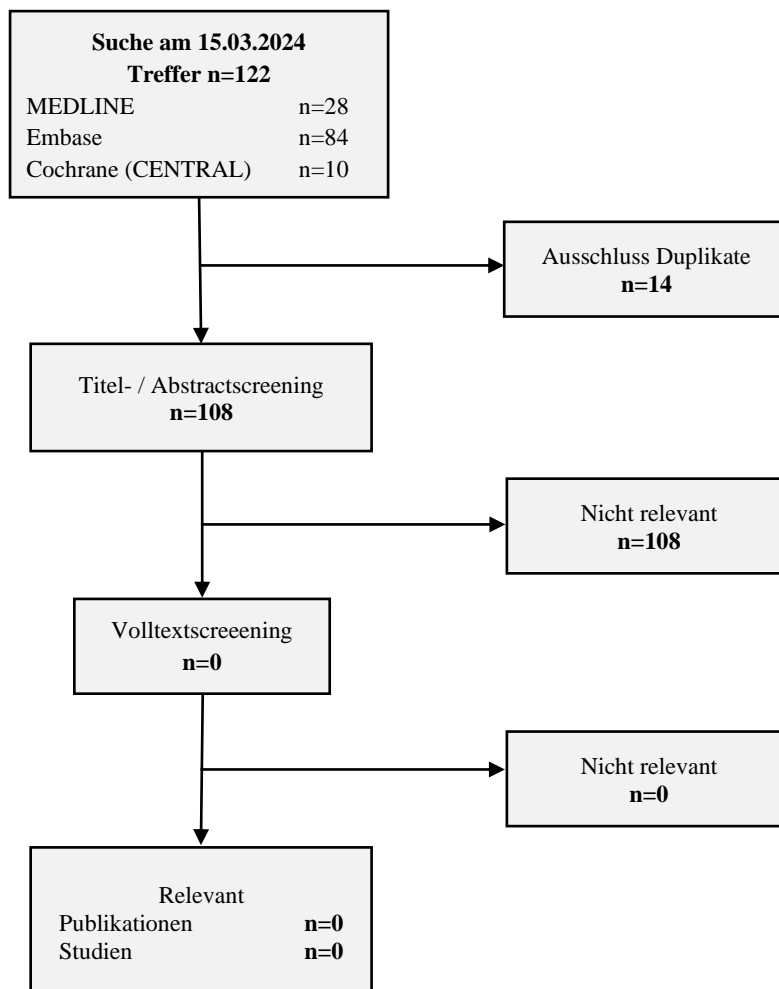 Suche am 15.03.2024
Treffer n=122
MEDLINE n=28
Embase n=84
Cochrane (CENTRAL) n=10
Ausschluss Duplikate
n=14
Titel- / Abstractscreening
n=108
Nicht relevant
n=108
Volltextscreeening
n=0
Nicht relevant
n=0
Relevant
Publikationen n=0
Studien n=0